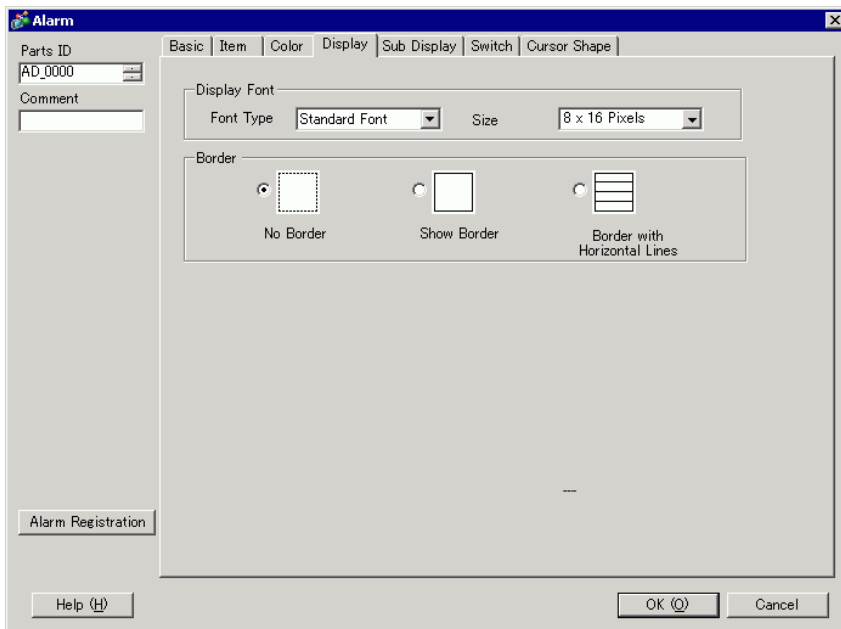 Alarm
Parts ID
AD_0000
Comment
Alarm Registration
Basic Item Color Display Sub Display Switch Cursor Shape
Display Font
Font Type Standard Font Size 8 x 16 Pixels
Border
No Border Show Border Border with
Horizontal Lines
---
Help (H) OK (O) Cancel